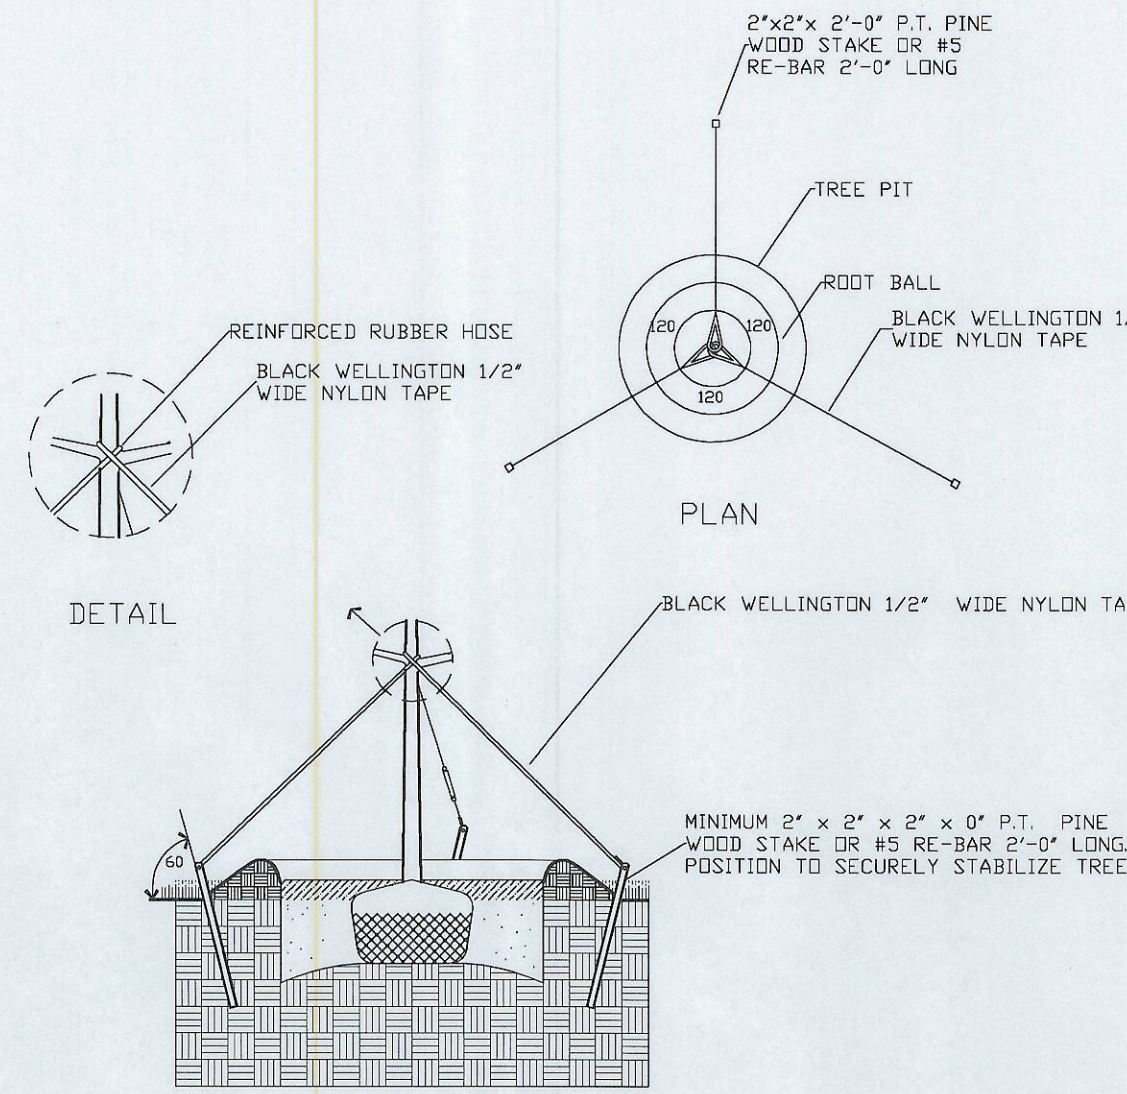 2"x2"x 2'-0" P.T. PINE
WOOD STAKE OR #5
RE-BAR 2'-0" LONG
TREE PIT
ROOT BALL
BLACK WELLINGTON 1/
WIDE NYLON TAPE
120
120
120
PLAN
REINFORCED RUBBER HOSE
BLACK WELLINGTON 1/2"
WIDE NYLON TAPE
DETAIL
BLACK WELLINGTON 1/2" WIDE NYLON TA
MINIMUM 2" x 2" x 2" x 0" P.T. PINE
WOOD STAKE OR #5 RE-BAR 2'-0" LONG.
POSITION TO SECURELY STABILIZE TREE
60